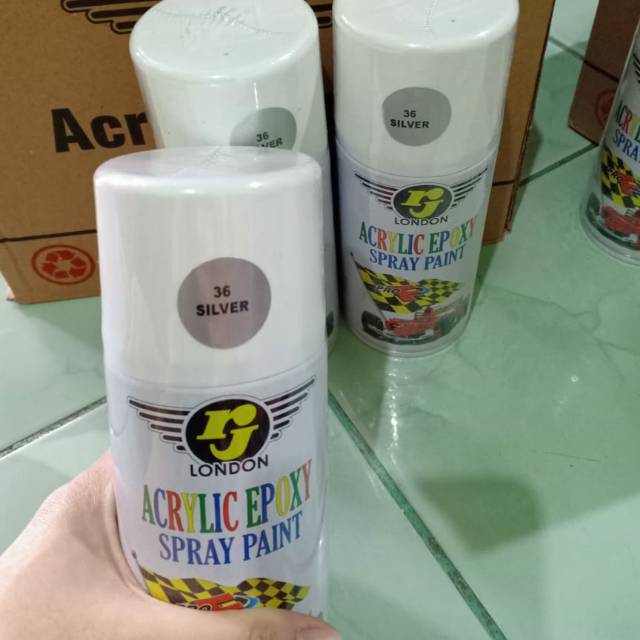 Acr
36
SILVER
36
SILVER
rj
LONDON
ACRYLIC EPOXY
SPRAY PAINT
36
SILVER
rj
LONDON
ACRYLIC EPOXY
SPRAY PAINT
SPRAY